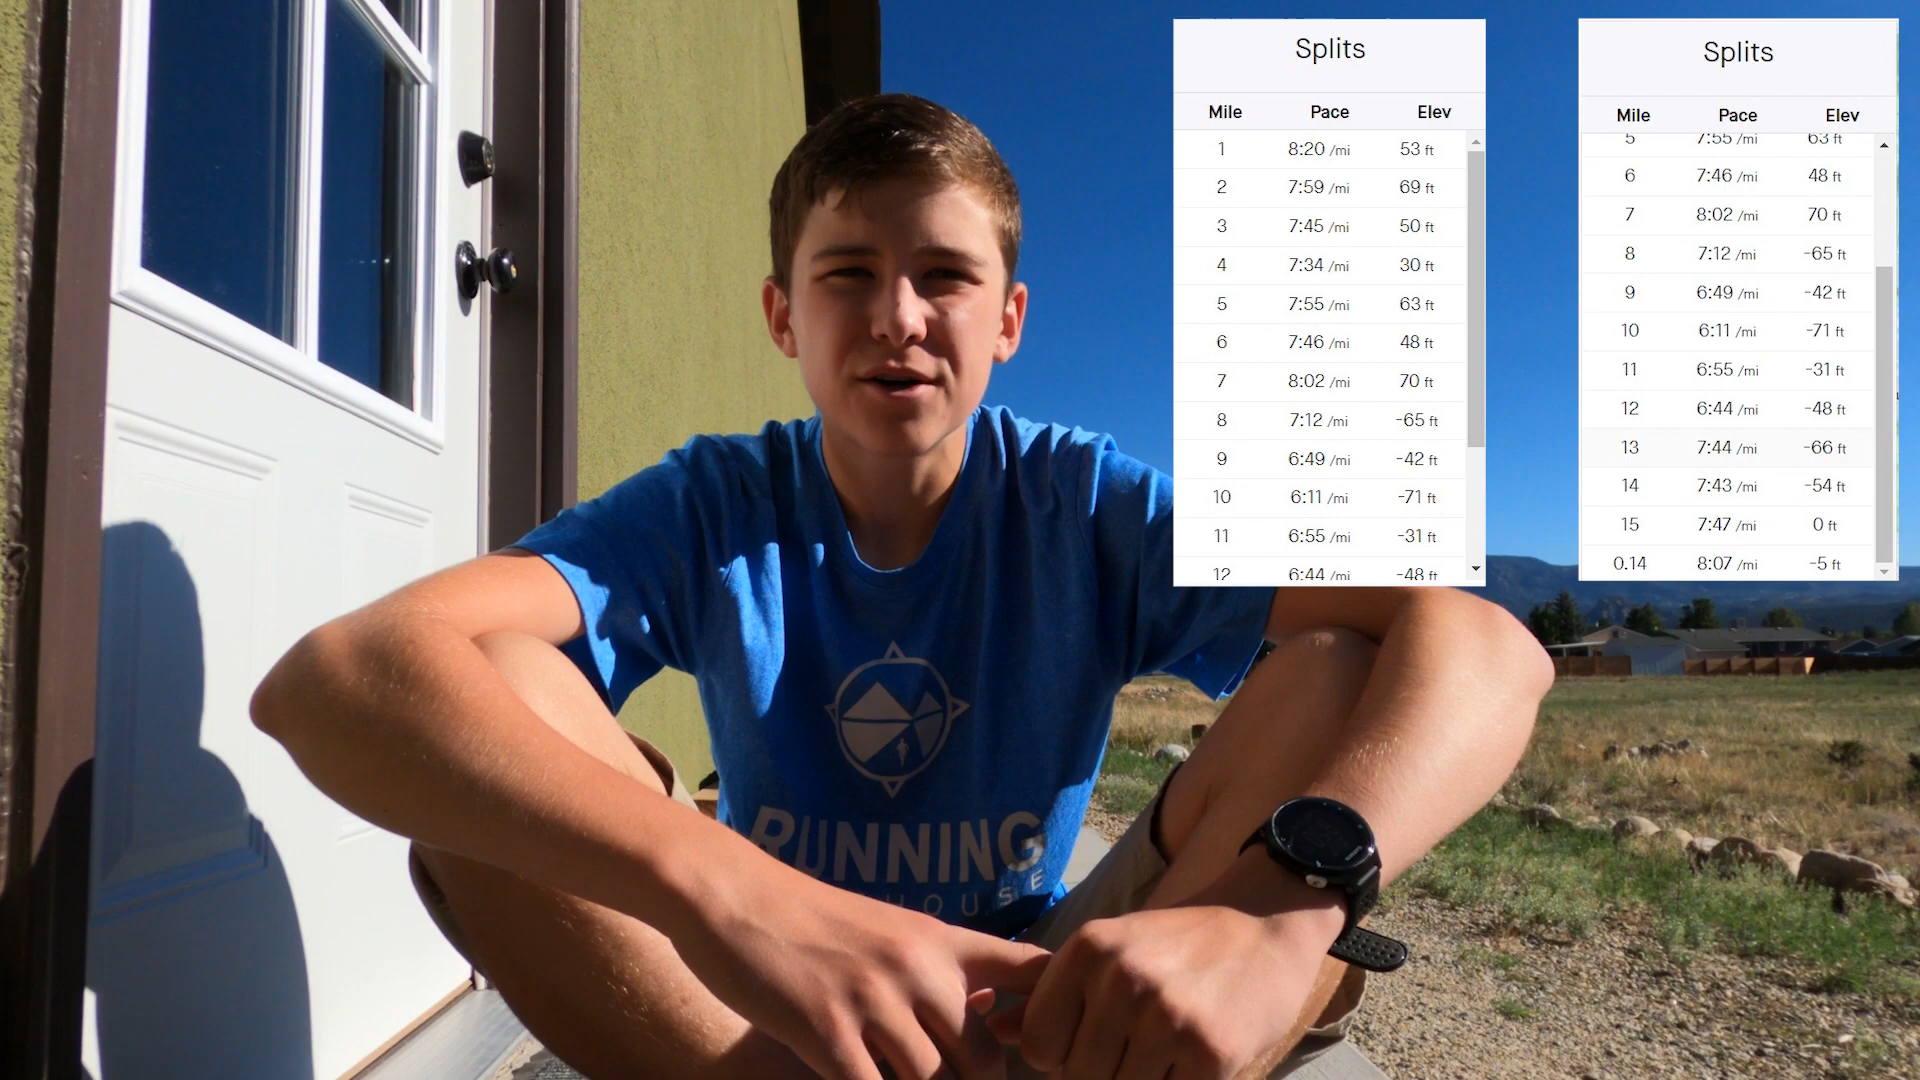 Splits
Mile Pace Elev
1 8:20 /mi 53 ft
2 7:59 /mi 69 ft
3 7:45 /mi 50 ft
4 7:34 /mi 30 ft
5 7:55 /mi 63 ft
6 7:46 /mi 48 ft
7 8:02 /mi 70 ft
8 7:12 /mi -65 ft
9 6:49 /mi -42 ft
10 6:11 /mi -71 ft
11 6:55 /mi -31 ft
12 6:44 /mi -48 ft
Splits
Mile Pace Elev
5 7:55 /mi 63 ft
6 7:46 /mi 48 ft
7 8:02 /mi 70 ft
8 7:12 /mi -65 ft
9 6:49 /mi -42 ft
10 6:11 /mi -71 ft
11 6:55 /mi -31 ft
12 6:44 /mi -48 ft
13 7:44 /mi -66 ft
14 7:43 /mi -54 ft
15 7:47 /mi 0 ft
0.14 8:07 /mi -5 ft
RUNNING